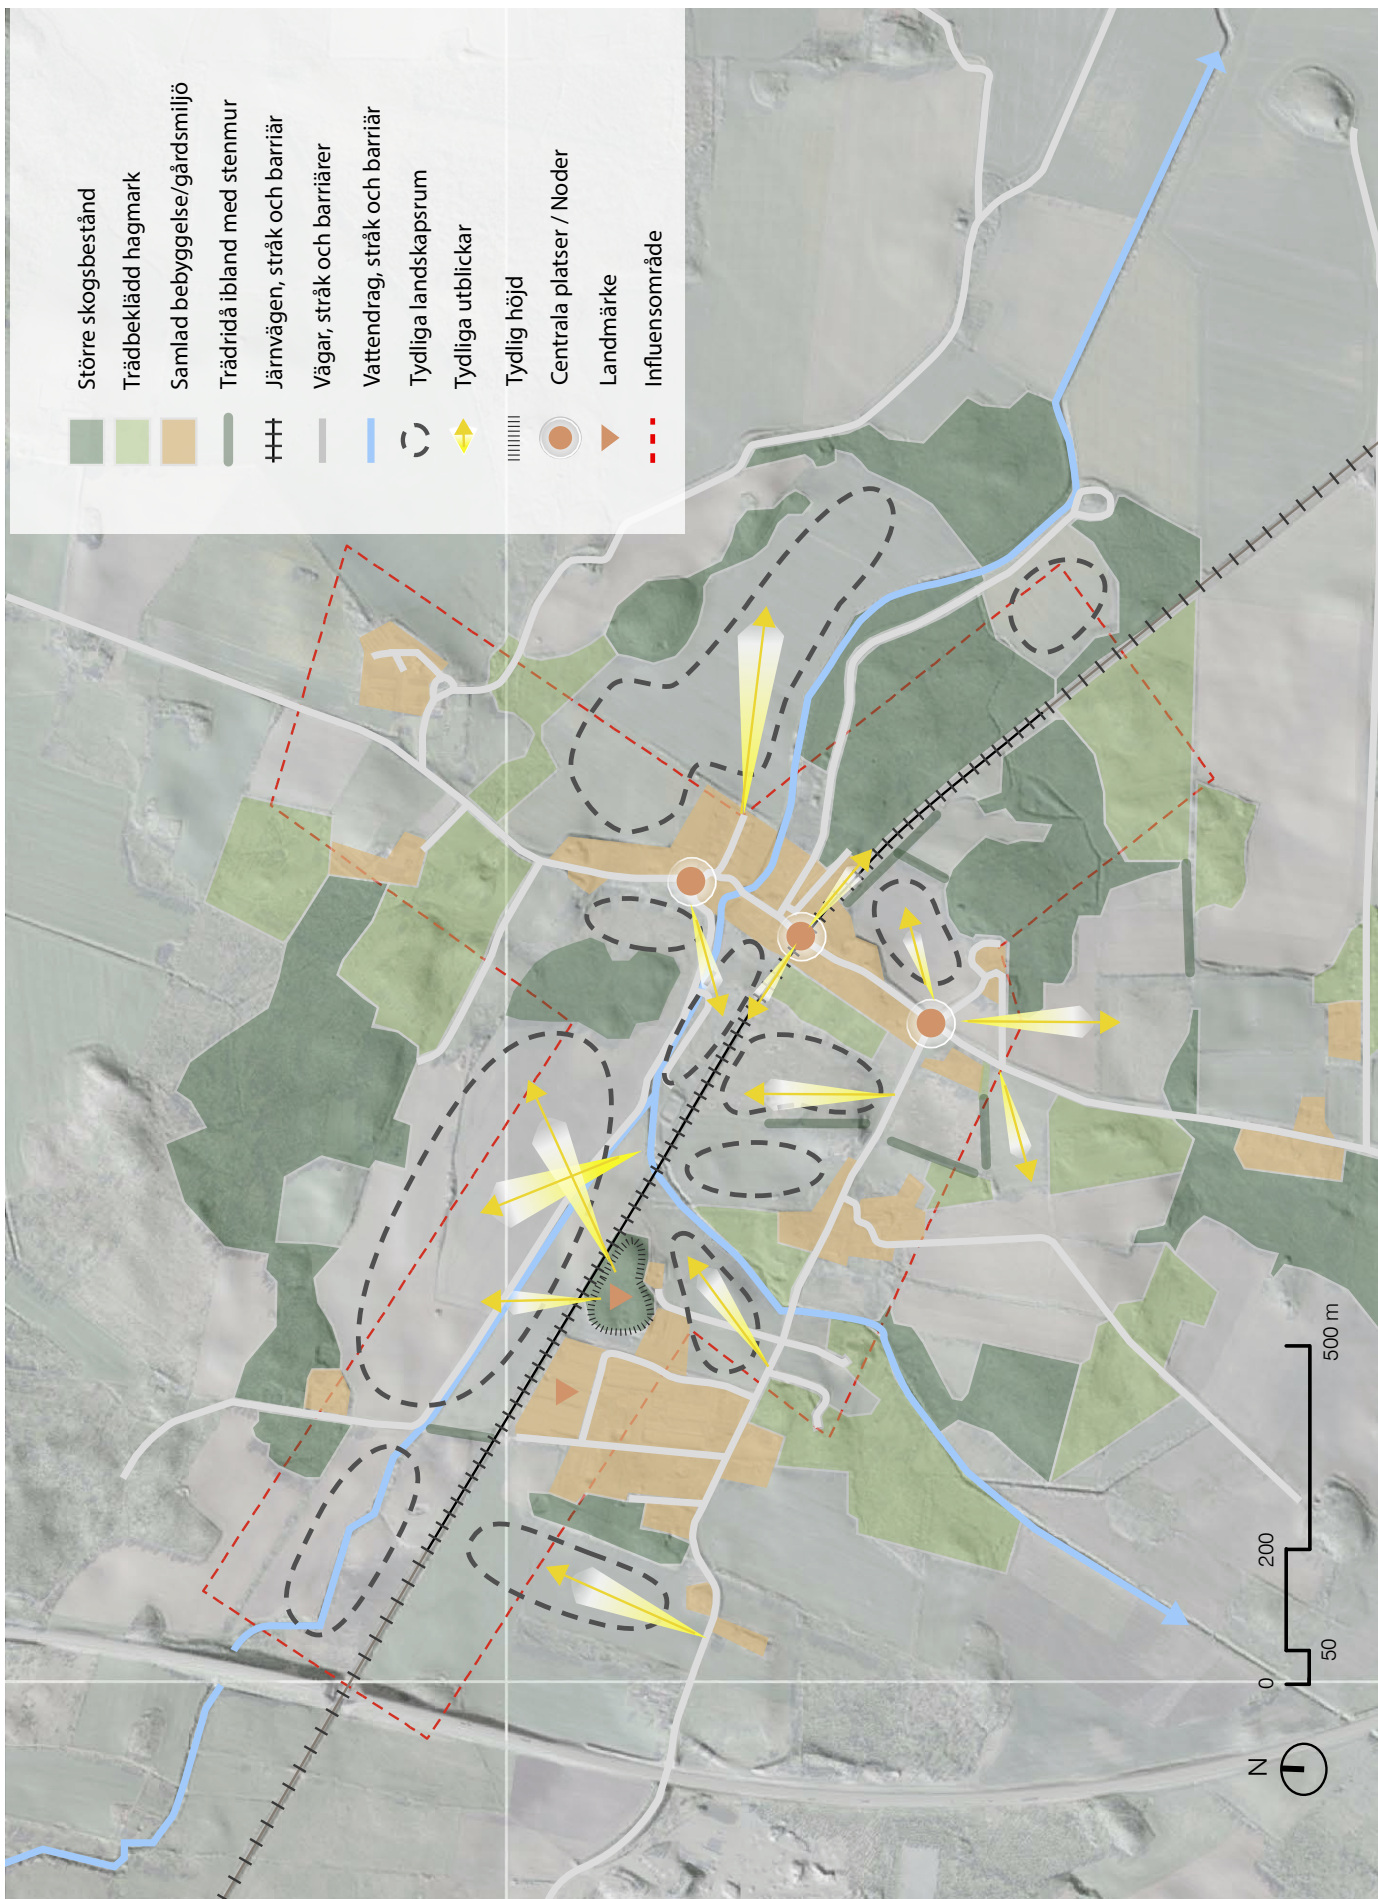 Större skogsbestånd
Trädbeklädd hagmark
Samlad bebyggelse/gårdsmiljö
Trädridå ibland med stenmur
Järnvägen, stråk och barriär
Vägar, stråk och barriärer
Vattendrag, stråk och barriär
Tydliga landskapsrum
Tydliga utblickar
Tydlig höjd
Centrala platser / Noder
Landmärke
Influensområde
N
0
50
200
500 m